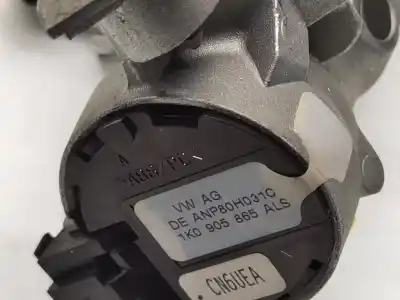 A
VW AG
DE ANP80H031C
1K0 905 865 ALS
CN6UEA